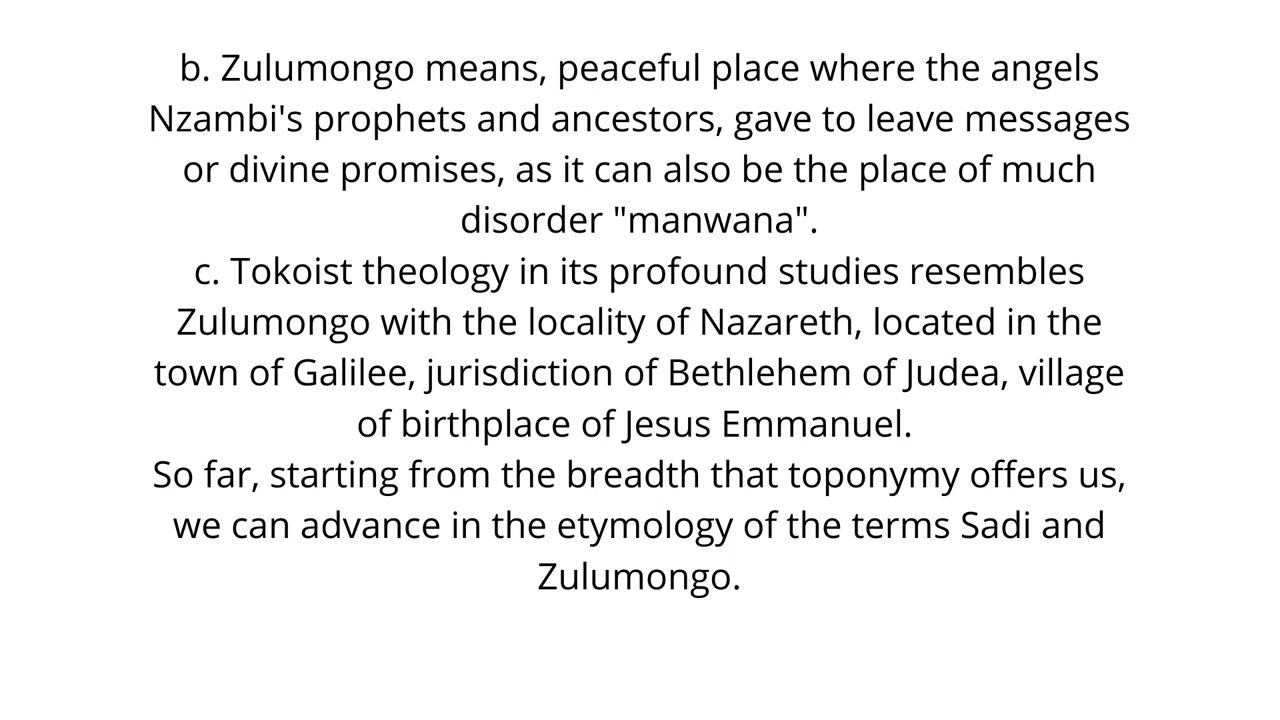 b. Zulumongo means, peaceful place where the angels
Nzambi's prophets and ancestors, gave to leave messages
or divine promises, as it can also be the place of much
disorder "manwana".
c. Tokoist theology in its profound studies resembles
Zulumongo with the locality of Nazareth, located in the
town of Galilee, jurisdiction of Bethlehem of Judea, village
of birthplace of Jesus Emmanuel.
So far, starting from the breadth that toponymy offers us,
we can advance in the etymology of the terms Sadi and
Zulumongo.